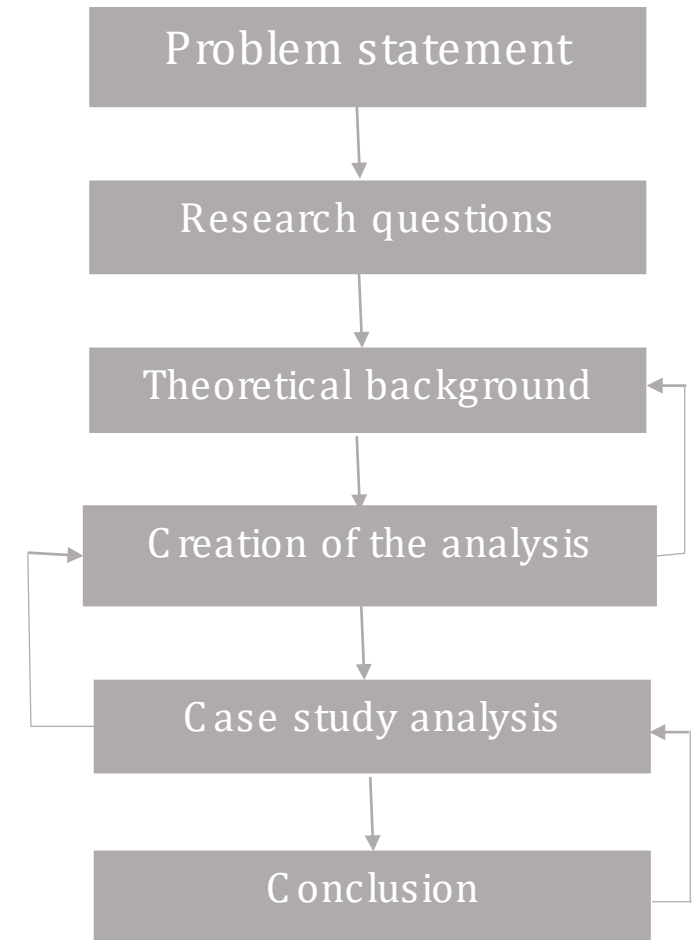 Problem statement
Research questions
Theoretical background
Creation of the analysis
Case study analysis
Conclusion